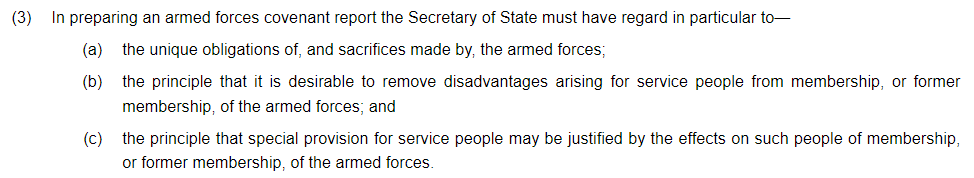 (3) In preparing an armed forces covenant report the Secretary of State must have regard in particular to—
(a) the unique obligations of, and sacrifices made by, the armed forces;
(b) the principle that it is desirable to remove disadvantages arising for service people from membership, or former
membership, of the armed forces; and
(c) the principle that special provision for service people may be justified by the effects on such people of membership,
or former membership, of the armed forces.